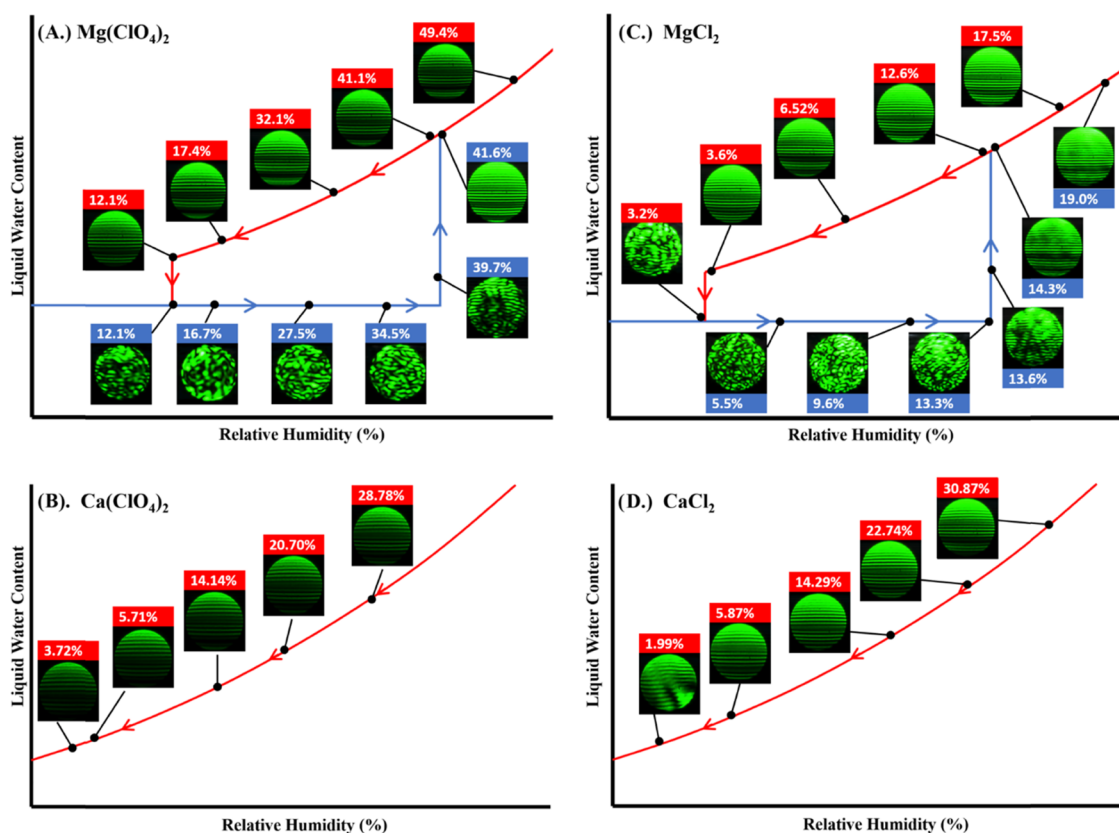 (A.) Mg(ClO4)2
49.4%
41.1%
32.1%
17.4%
12.1%
41.6%
39.7%
12.1%
16.7%
27.5%
34.5%
Liquid Water Content
Relative Humidity (%)
(C.) MgCl2
17.5%
12.6%
6.52%
3.6%
3.2%
19.0%
14.3%
13.6%
5.5%
9.6%
13.3%
Liquid Water Content
Relative Humidity (%)
(B). Ca(ClO4)2
28.78%
20.70%
14.14%
5.71%
3.72%
Liquid Water Content
Relative Humidity (%)
(D.) CaCl2
30.87%
22.74%
14.29%
5.87%
1.99%
Liquid Water Content
Relative Humidity (%)